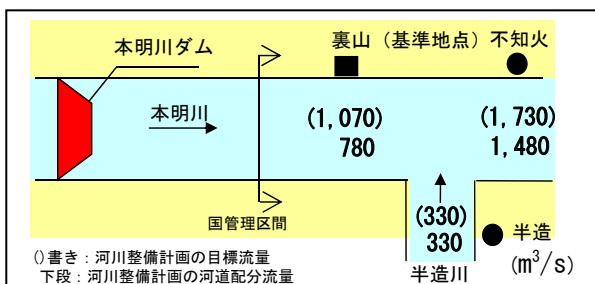 本明川ダム
裏山（基準地点）
不知火
本明川
(1,070)
780
(1,730)
1,480
国管理区間
(330)
330
半造
(m³/s)
半造川
()書き：河川整備計画の目標流量
下段：河川整備計画の河道配分流量